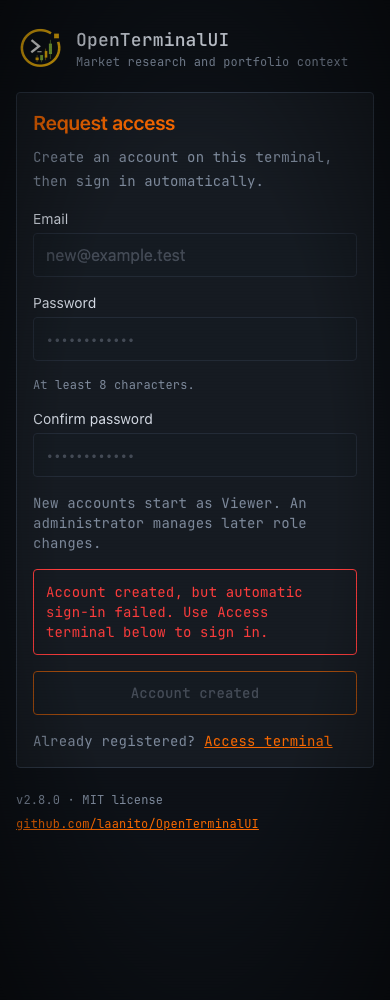 OpenTerminalUI
Market research and portfolio context
Request access
Create an account on this terminal,
then sign in automatically.
Email
new@example.test
Password
••••••••••••
At least 8 characters.
Confirm password
••••••••••••
New accounts start as Viewer. An
administrator manages later role
changes.
Account created, but automatic
sign-in failed. Use Access
terminal below to sign in.
Account created
Already registered? Access terminal
v2.8.0 · MIT license
github.com/laanito/OpenTerminalUI